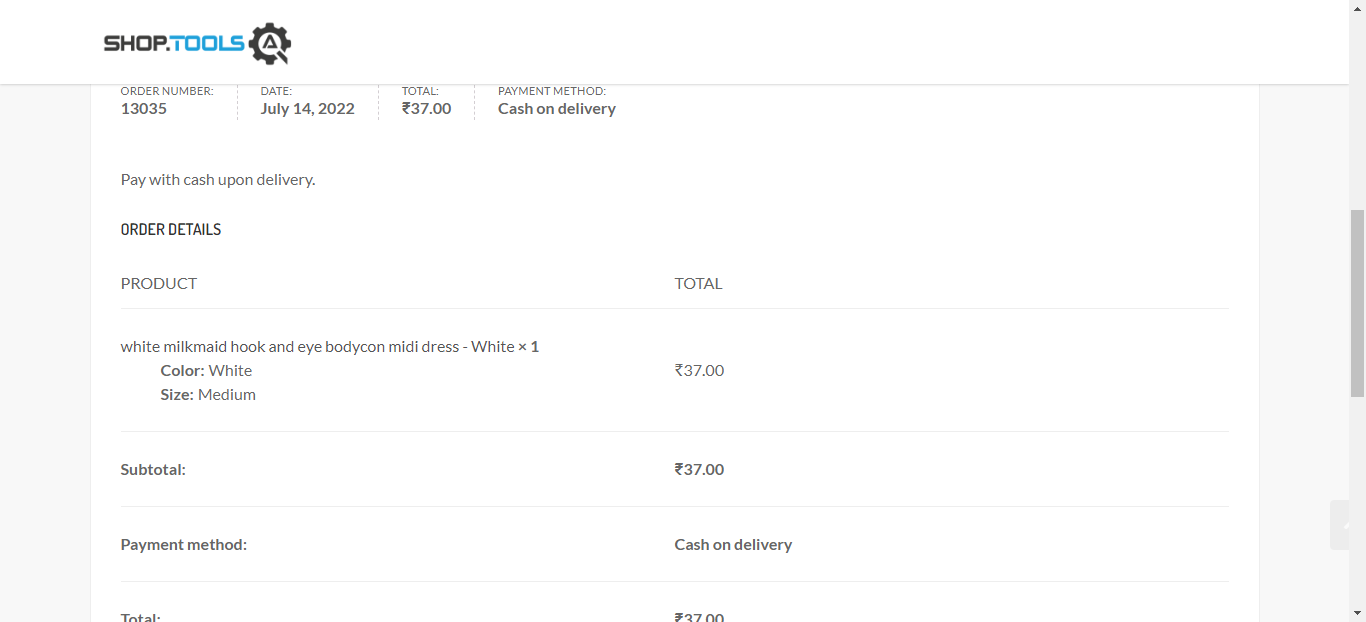 SHOP.TOOLS
ORDER NUMBER: DATE: TOTAL: PAYMENT METHOD:
13035 July 14, 2022 ₹37.00 Cash on delivery
Pay with cash upon delivery.
ORDER DETAILS
PRODUCT TOTAL
white milkmaid hook and eye bodycon midi dress - White × 1
Color: White ₹37.00
Size: Medium
Subtotal: ₹37.00
Payment method: Cash on delivery
Total: ₹37.00